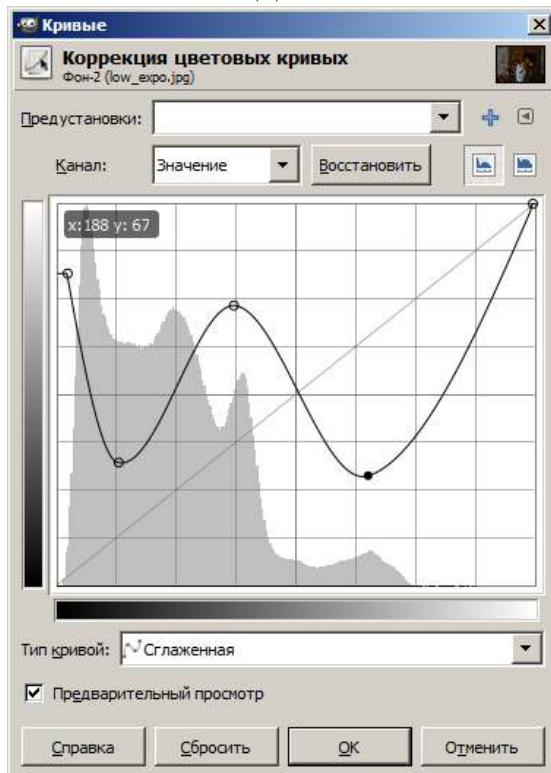 Кривые
Коррекция цветовых кривых
Фон-2 (low_expo.jpg)
Предустановки:
Канал: Значение Восстановить
x:188 y: 67
Тип кривой: Сглаженная
Предварительный просмотр
Справка Сбросить OK Отменить